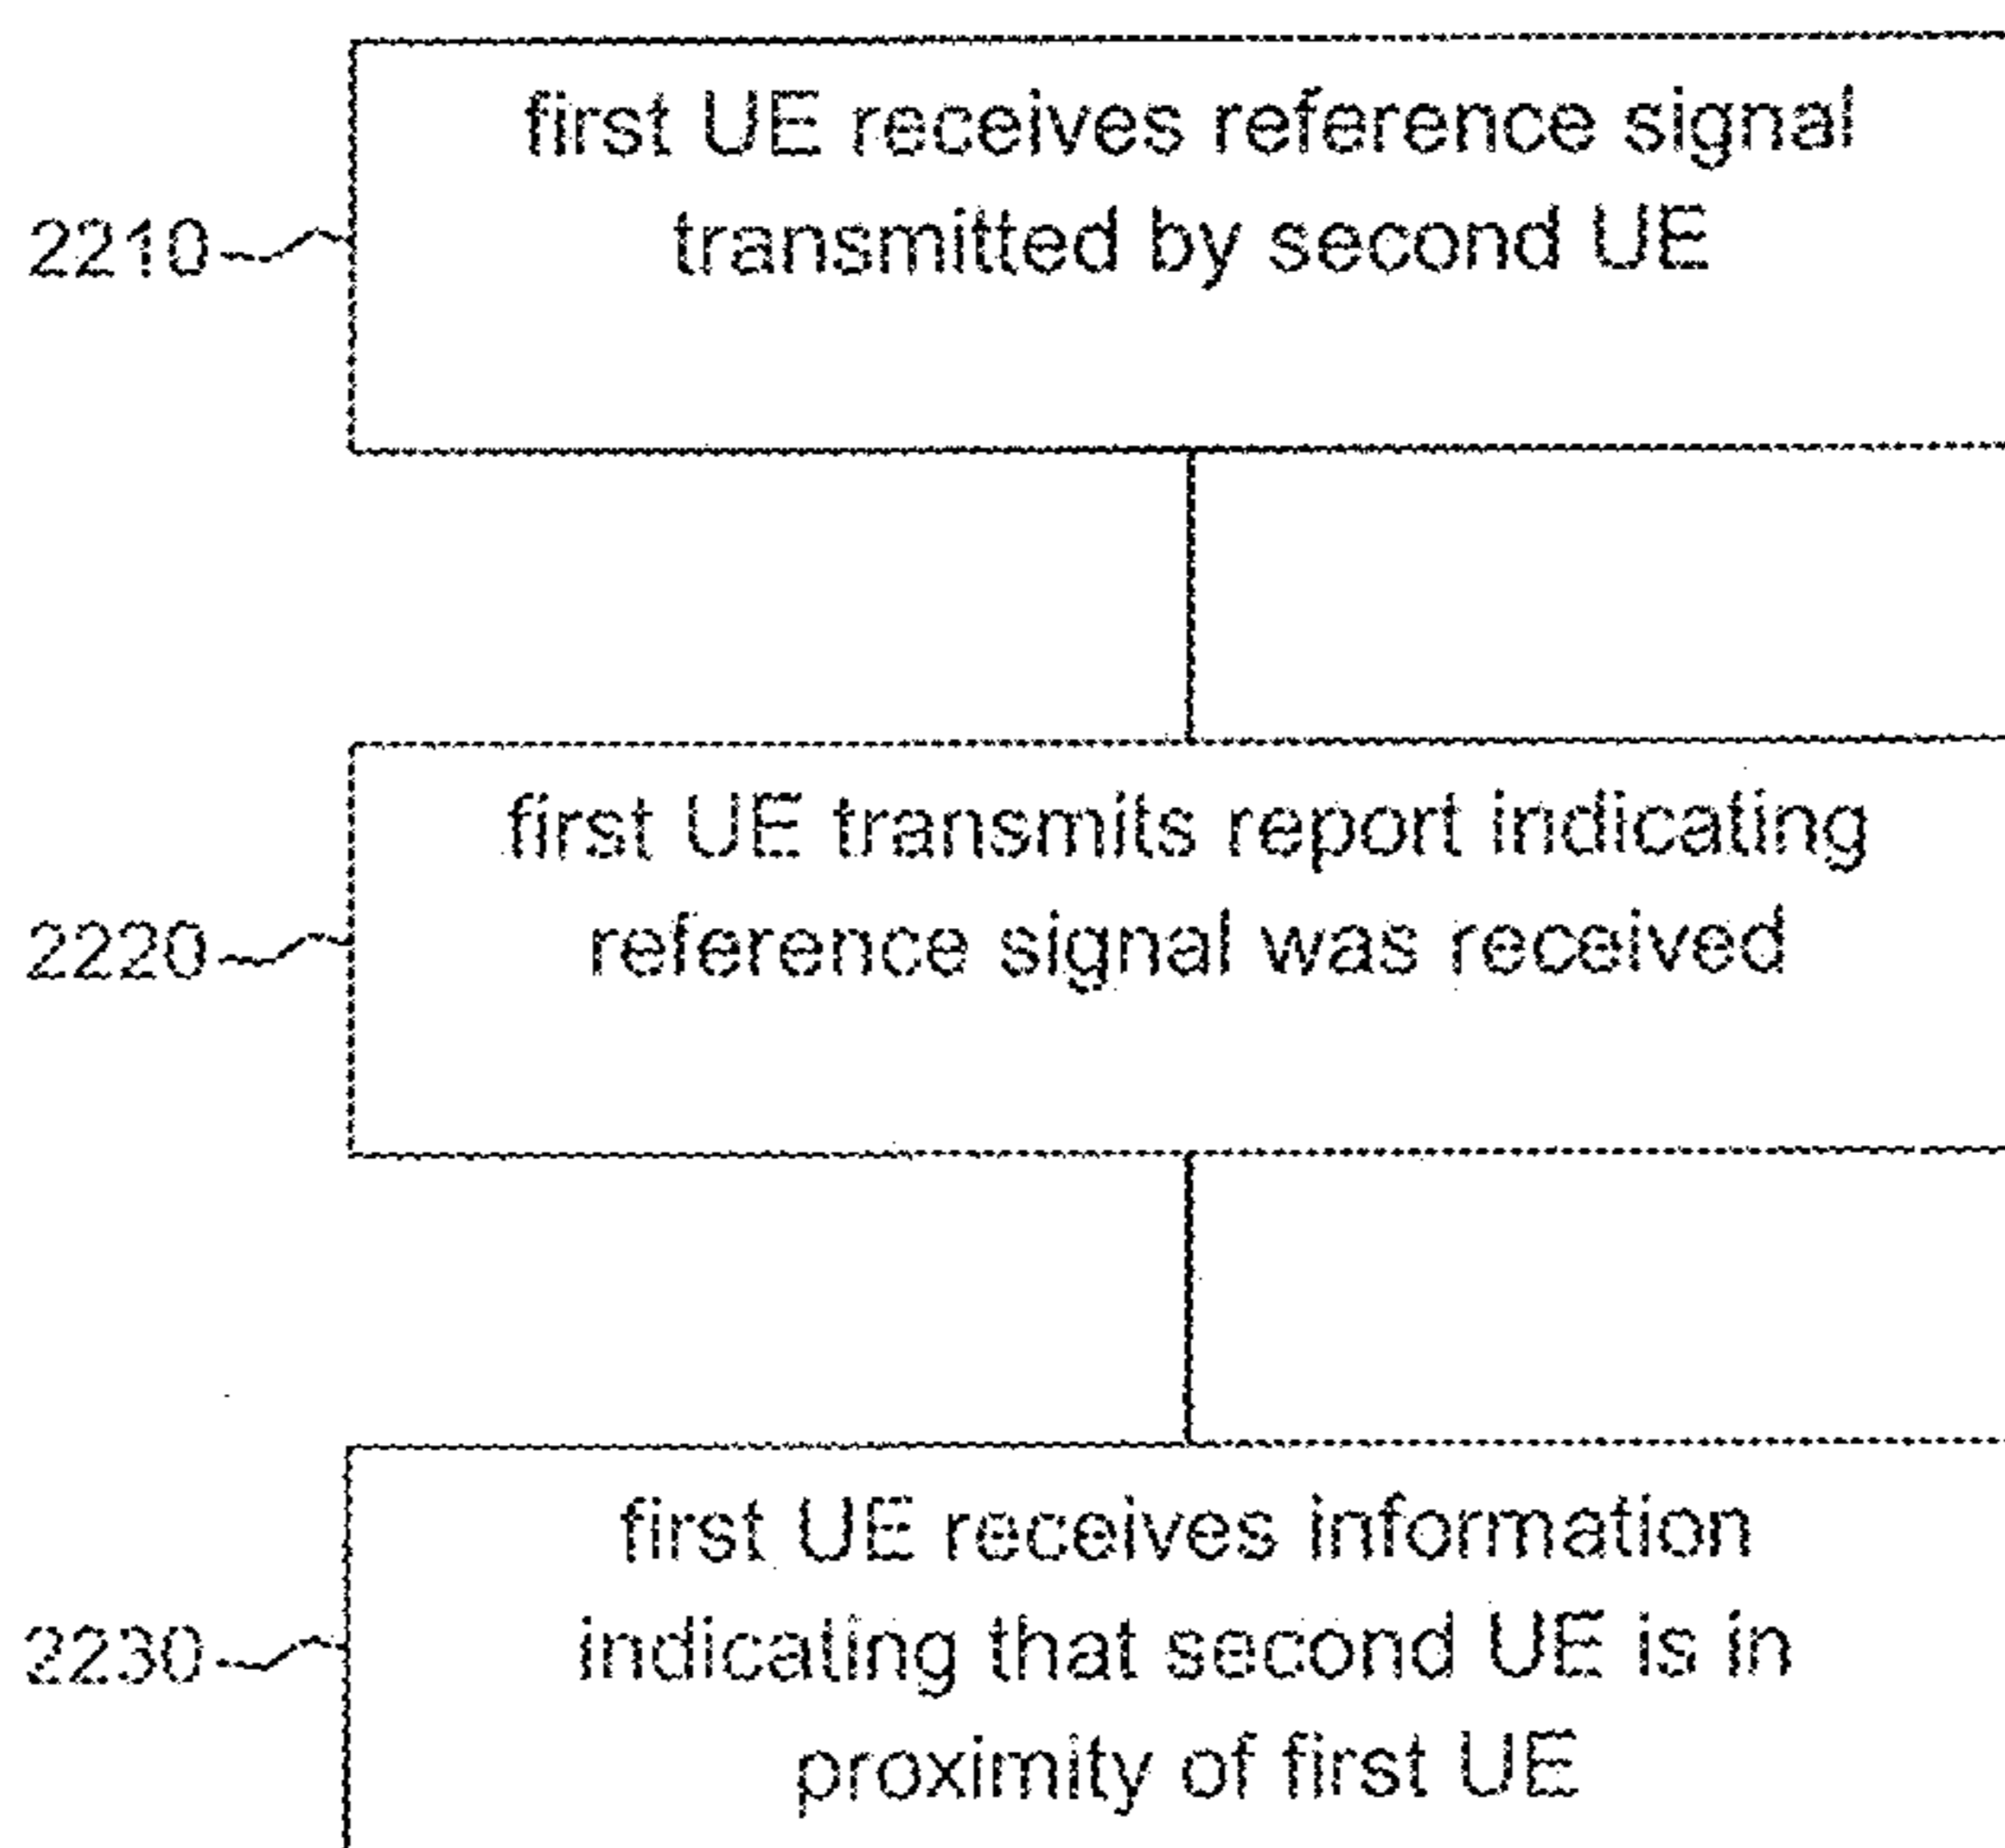 first UE receives reference signal
transmitted by second UE
2210
first UE transmits report indicating
reference signal was received
2220
first UE receives information
indicating that second UE is in
proximity of first UE
2230